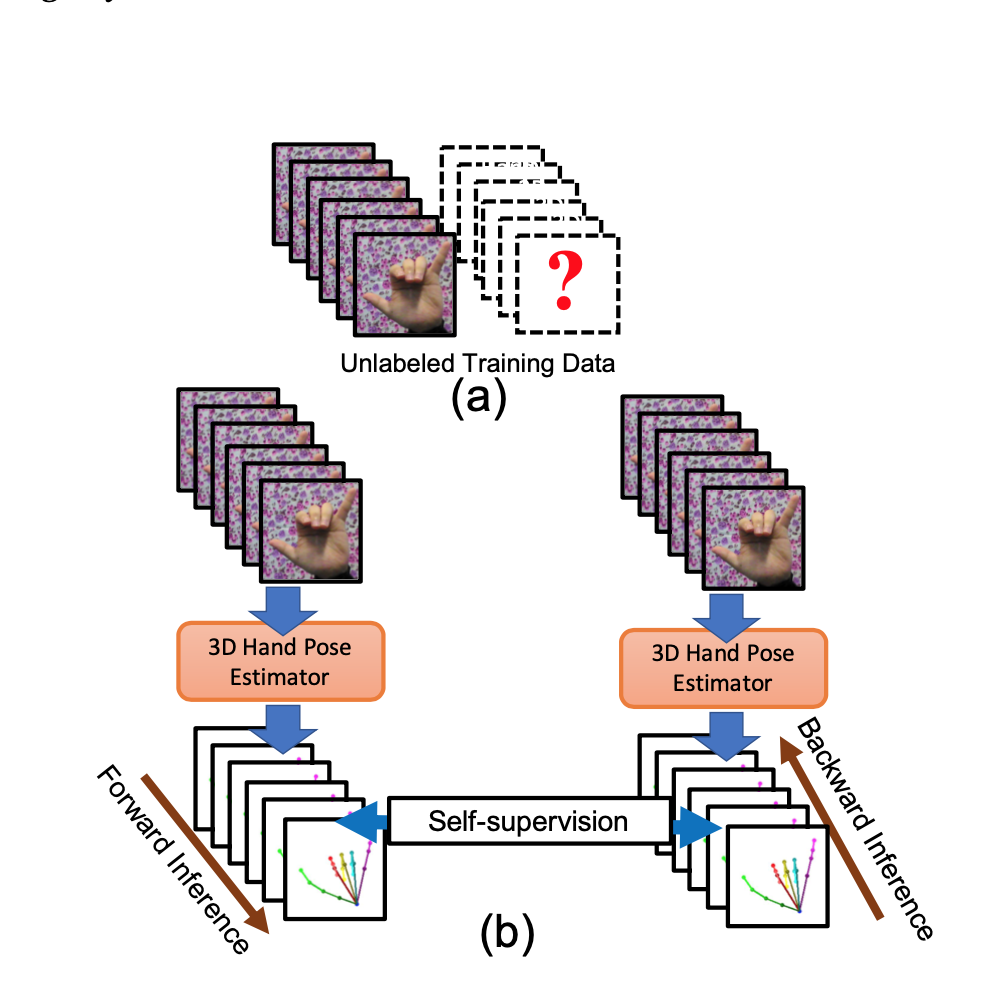 ?
Unlabeled Training Data
(a)
3D Hand Pose
Estimator
3D Hand Pose
Estimator
Forward Inference
Self-supervision
Backward Inference
(b)